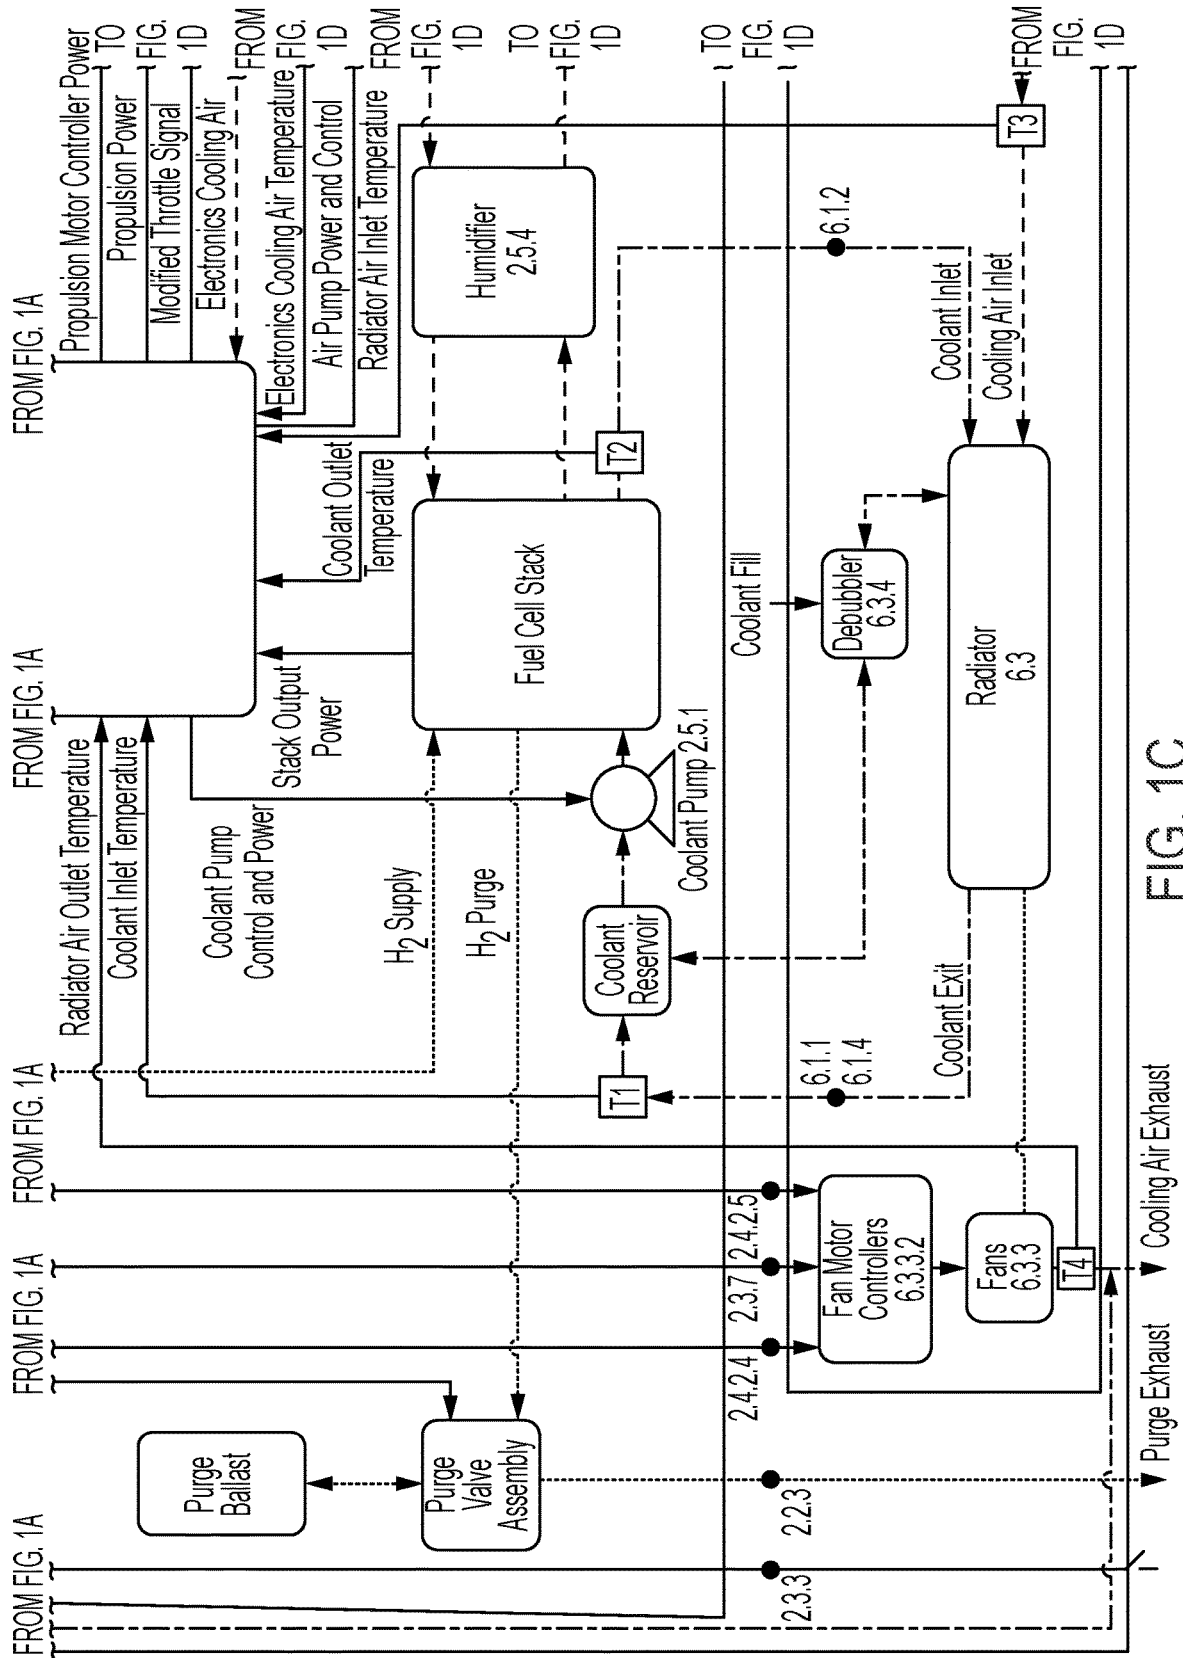 FROM FIG. 1A
FROM FIG. 1A
FROM FIG. 1A
FROM FIG. 1A
FROM FIG. 1A
FROM FIG. 1A
FROM FIG. 1A
Propulsion Motor Controller Power
TO
Propulsion Power
FIG.
Modified Throttle Signal
1D
Electronics Cooling Air
FROM
Electronics Cooling Air Temperature
FIG.
Air Pump Power and Control
1D
Radiator Air Inlet Temperature
FROM
FIG.
1D
TO
FIG.
1D
Radiator Air Outlet Temperature
Coolant Inlet Temperature
Coolant Pump
Control and Power
Stack Output
Power
Coolant Outlet
Temperature
H2 Supply
H2 Purge
Purge
Ballast
Purge
Valve
Assembly
Fuel Cell Stack
Humidifier
2.5.4
T2
T1
Coolant
Reservoir
Coolant Pump 2.5.1
TO
FIG.
1D
2.3.3
2.2.3
2.4.2.4
2.3.7
2.4.2.5
6.1.1
6.1.4
Coolant Fill
Debubbler
6.3.4
6.1.2
Fan Motor
Controllers
6.3.3.2
Fans
6.3.3
T4
Coolant Exit
Radiator
6.3
Coolant Inlet
Cooling Air Inlet
T3
FROM
FIG.
1D
Purge Exhaust
Cooling Air Exhaust
FIG. 1C